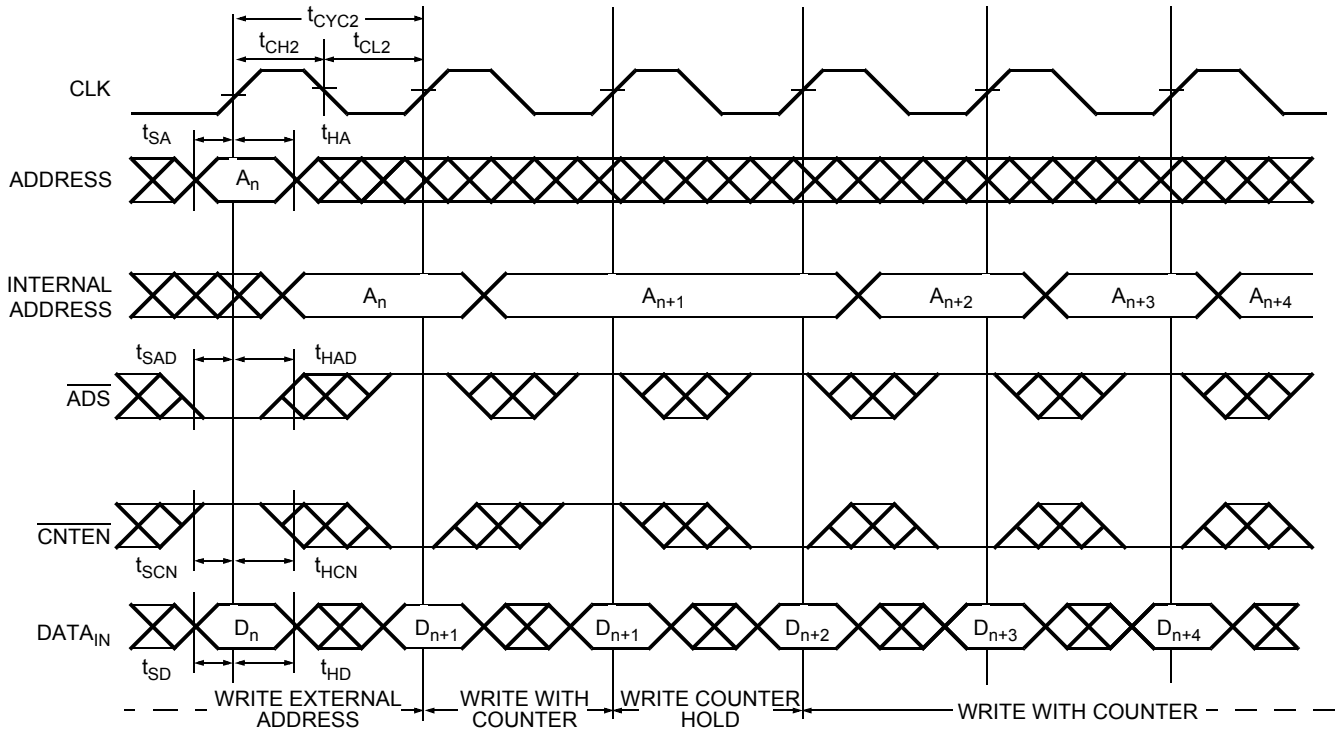 tCYC2
tCH2 tCL2
CLK
tSA tHA
ADDRESS An
INTERNAL ADDRESS An An+1 An+2 An+3 An+4
tSAD tHAD
ADS
CNTEN
tSCN tHCN
DATAIN Dn Dn+1 Dn+1 Dn+2 Dn+3 Dn+4
tSD tHD
WRITE EXTERNAL ADDRESS
WRITE WITH COUNTER
WRITE COUNTER HOLD
WRITE WITH COUNTER